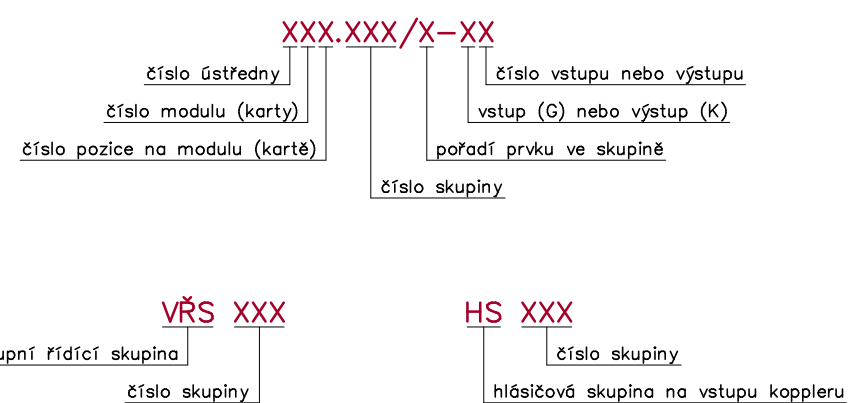 XXX.XXX/X-XX
číslo ústředny
číslo vstupu nebo výstupu
číslo modulu (karty)
vstup (G) nebo výstup (K)
číslo pozice na modulu (kartě)
pořadí prvku ve skupině
číslo skupiny
VŘS XXX
HS XXX
řídící skupina
číslo skupiny
číslo skupiny
hlásičová skupina na vstupu koppleru